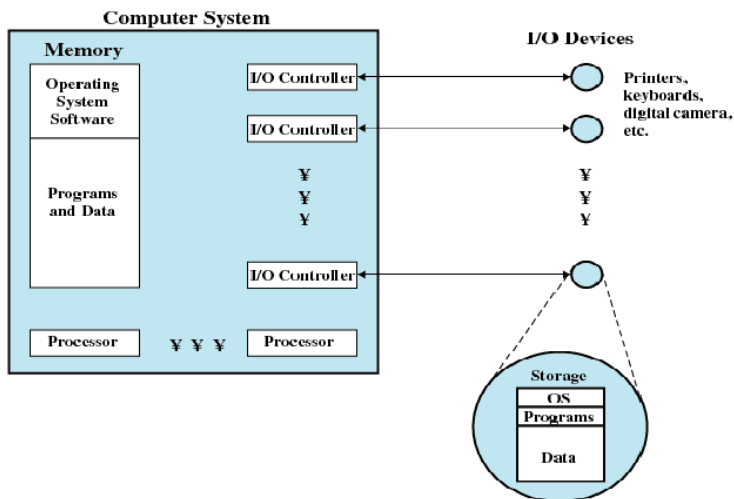 Computer System
Memory
Operating
System
Software
Programs
and Data
I/O Controller
I/O Controller
¥
¥
¥
I/O Controller
Processor
¥ ¥ ¥
Processor
I/O Devices
Printers,
keyboards,
digital camera,
etc.
¥
¥
¥
Storage
OS
Programs
Data